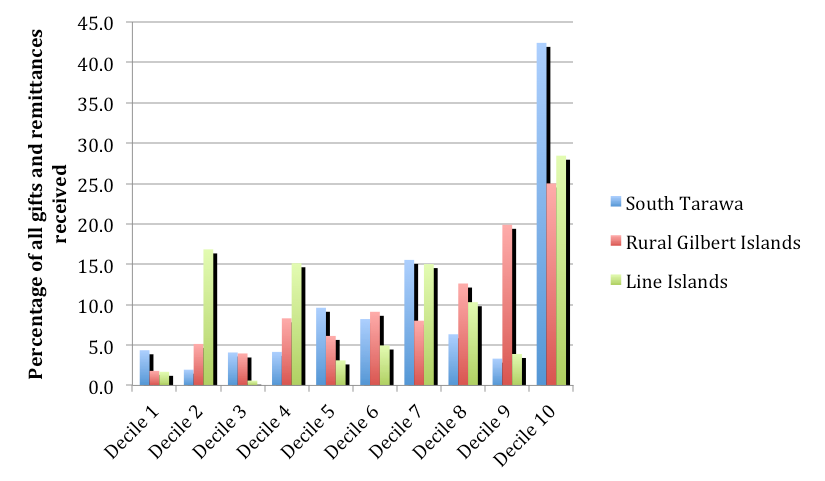 Percentage of all gifts and remittances
received
45.0
40.0
35.0
30.0
25.0
20.0
15.0
10.0
5.0
0.0
Decile 1
Decile 2
Decile 3
Decile 4
Decile 5
Decile 6
Decile 7
Decile 8
Decile 9
Decile 10
South Tarawa
Rural Gilbert Islands
Line Islands